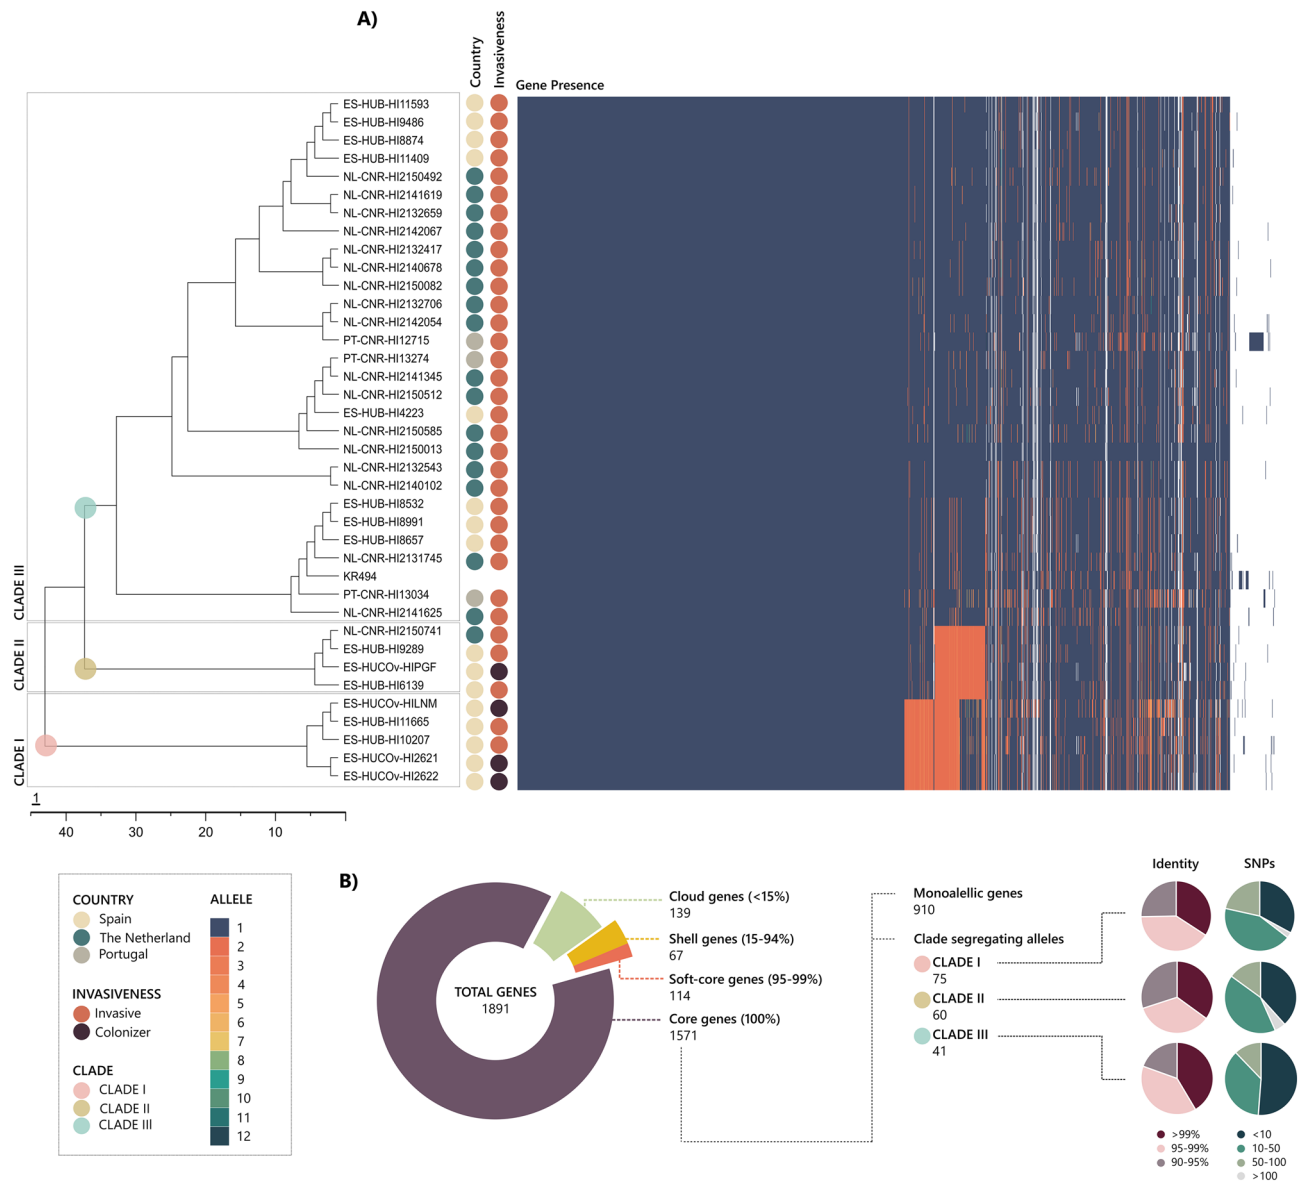 A)
Country
Invasiveness
Gene Presence
ES-HUB-HI11593
ES-HUB-HI9486
ES-HUB-HI8874
ES-HUB-HI11409
NL-CNR-HI2150492
NL-CNR-HI2141619
NL-CNR-HI2132659
NL-CNR-HI2142067
NL-CNR-HI2132417
NL-CNR-HI2140678
NL-CNR-HI2150082
NL-CNR-HI2132706
NL-CNR-HI2142054
PT-CNR-HI12715
PT-CNR-HI13274
NL-CNR-HI2141345
NL-CNR-HI2150512
ES-HUB-HI4223
NL-CNR-HI2150585
NL-CNR-HI2150013
NL-CNR-HI2132543
NL-CNR-HI2140102
ES-HUB-HI8532
ES-HUB-HI8991
ES-HUB-HI8657
NL-CNR-HI2131745
KR494
PT-CNR-HI13034
NL-CNR-HI2141625
NL-CNR-HI2150741
ES-HUB-HI9289
ES-HUCOv-HIPGF
ES-HUB-HI6139
ES-HUCOv-HILNM
ES-HUB-HI11665
ES-HUB-HI10207
ES-HUCOv-HI2621
ES-HUCOv-HI2622
CLADE III
CLADE II
CLADE I
1
40 30 20 10
COUNTRY
Spain
The Netherland
Portugal
INVASIVENESS
Invasive
Colonizer
CLADE
CLADE I
CLADE II
CLADE III
ALLELE
1
2
3
4
5
6
7
8
9
10
11
12
B)
TOTAL GENES
1891
Cloud genes (<15%)
139
Shell genes (15-94%)
67
Soft-core genes (95-99%)
114
Core genes (100%)
1571
Monoalellic genes
910
Clade segregating alleles
CLADE I
75
CLADE II
60
CLADE III
41
Identity
SNPs
>99%
95-99%
90-95%
<10
10-50
50-100
>100